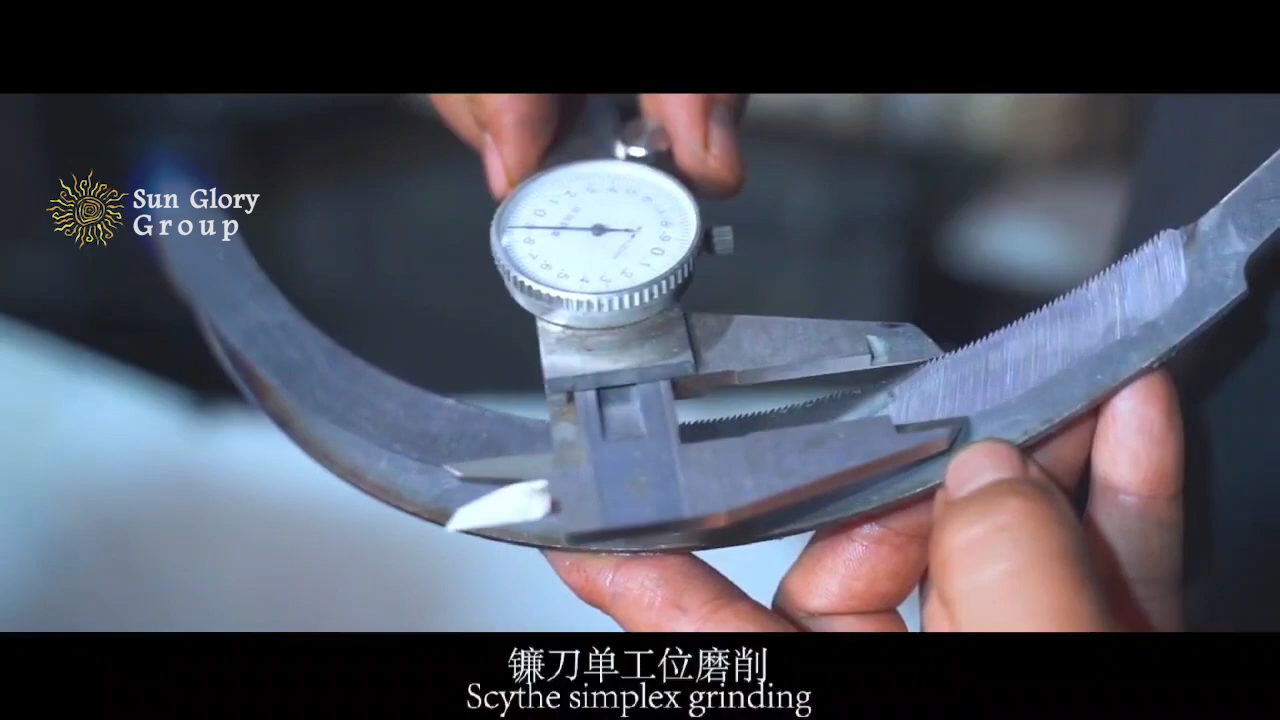 Sun Glory
Group
镰刀单工位磨削
Scythe simplex grinding